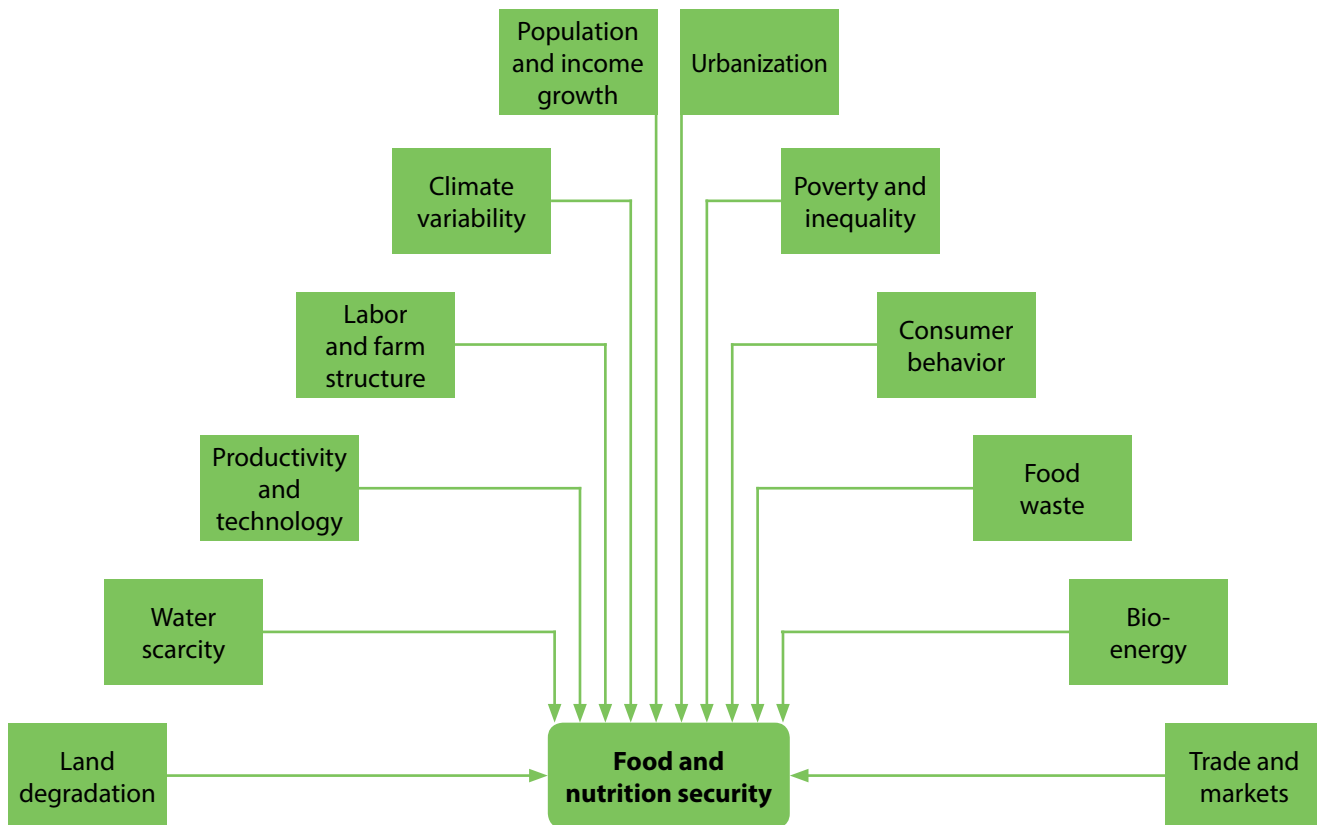 Population
and income
growth
Urbanization
Climate
variability
Poverty and
inequality
Labor
and farm
structure
Consumer
behavior
Productivity
and
technology
Food
waste
Water
scarcity
Bio-
energy
Land
degradation
Food and
nutrition security
Trade and
markets